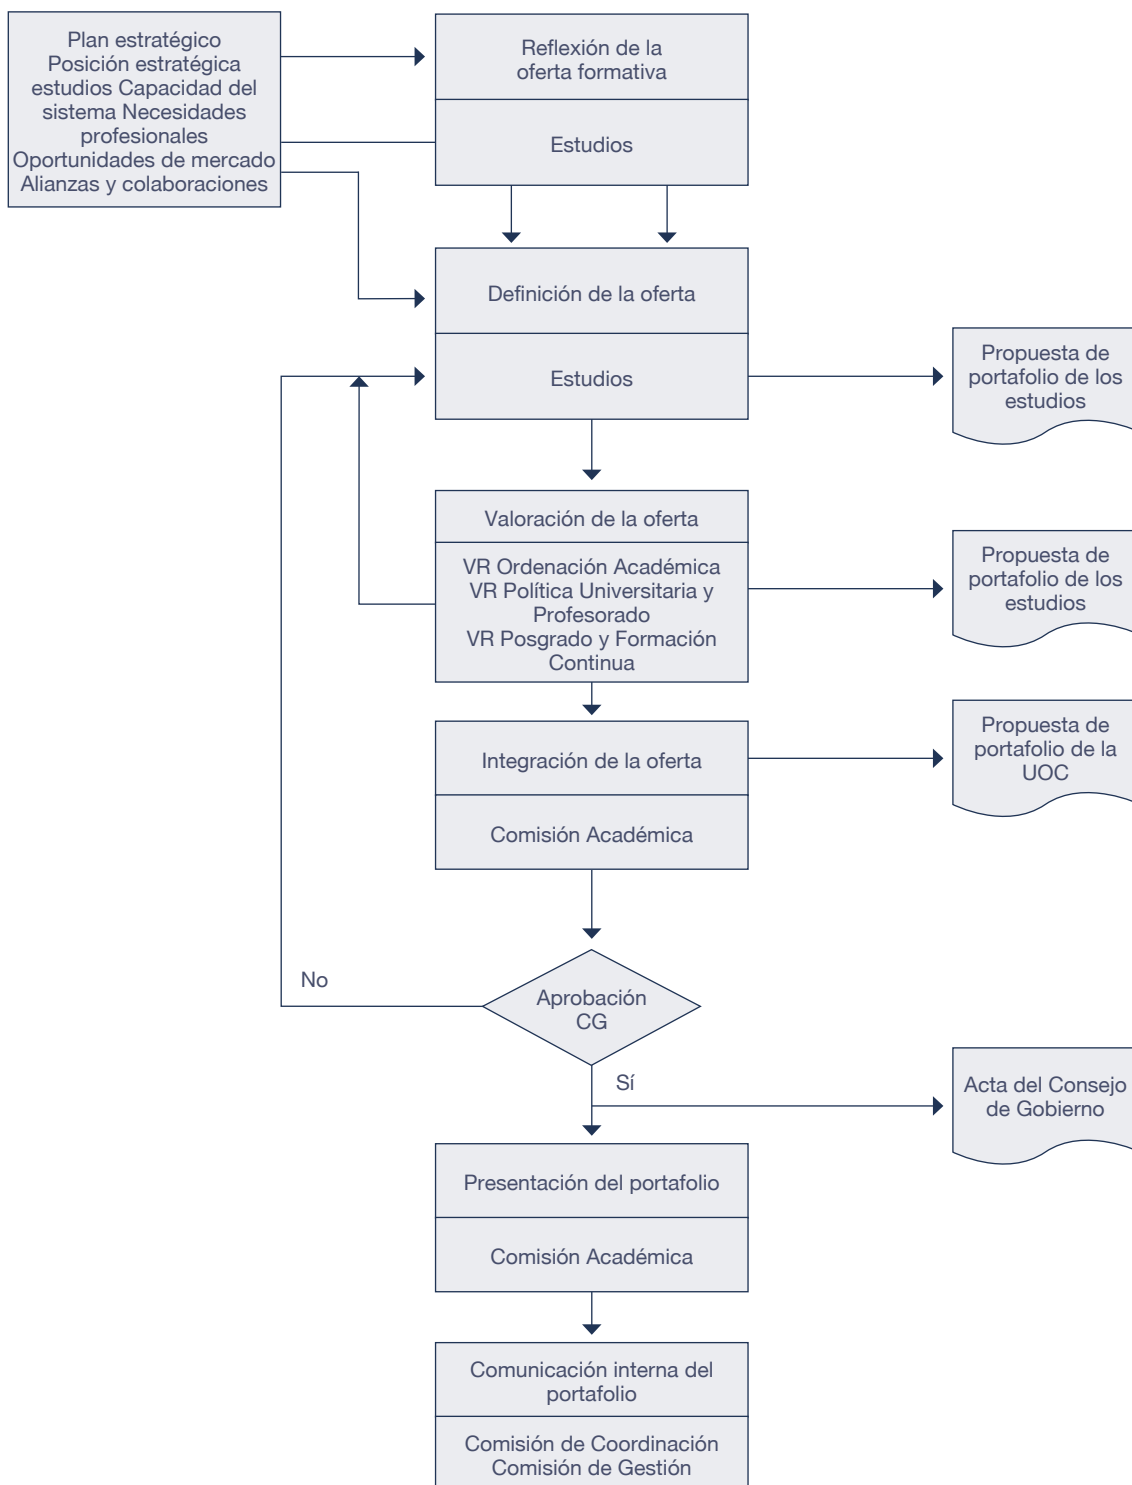 Plan estratégico
Posición estratégica
estudios Capacidad del
sistema Necesidades
profesionales
Oportunidades de mercado
Alianzas y colaboraciones
Reflexión de la
oferta formativa
Estudios
Definición de la oferta
Estudios
Propuesta de
portafolio de los
estudios
Valoración de la oferta
VR Ordenación Académica
VR Política Universitaria y
Profesorado
VR Posgrado y Formación
Continua
Propuesta de
portafolio de los
estudios
Integración de la oferta
Comisión Académica
Propuesta de
portafolio de la
UOC
No
Aprobación
CG
Sí
Acta del Consejo
de Gobierno
Presentación del portafolio
Comisión Académica
Comunicación interna del
portafolio
Comisión de Coordinación
Comisión de Gestión